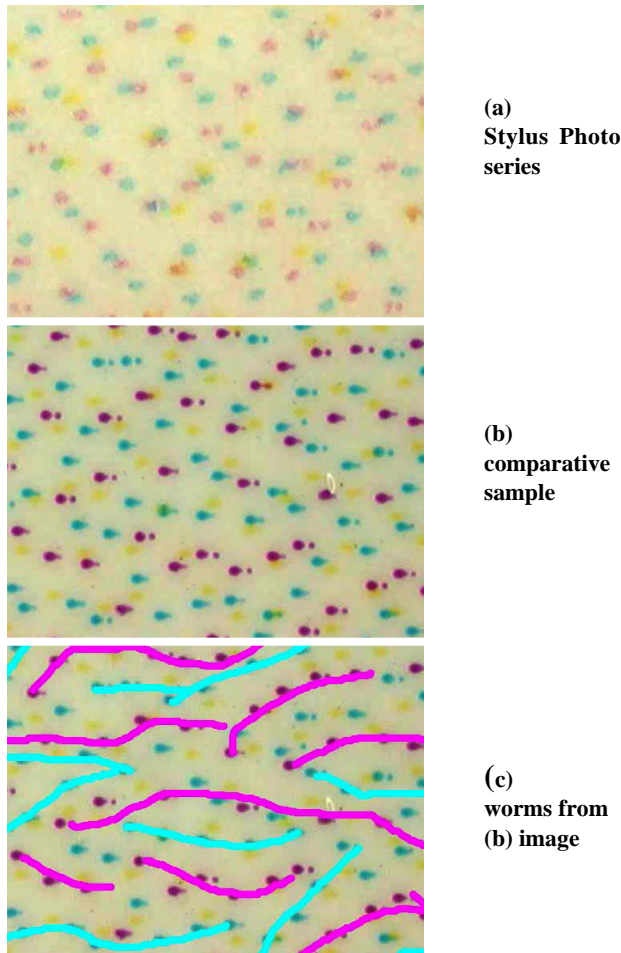 (a)
Stylus Photo
series
(b)
comparative
sample
(c)
worms from
(b) image